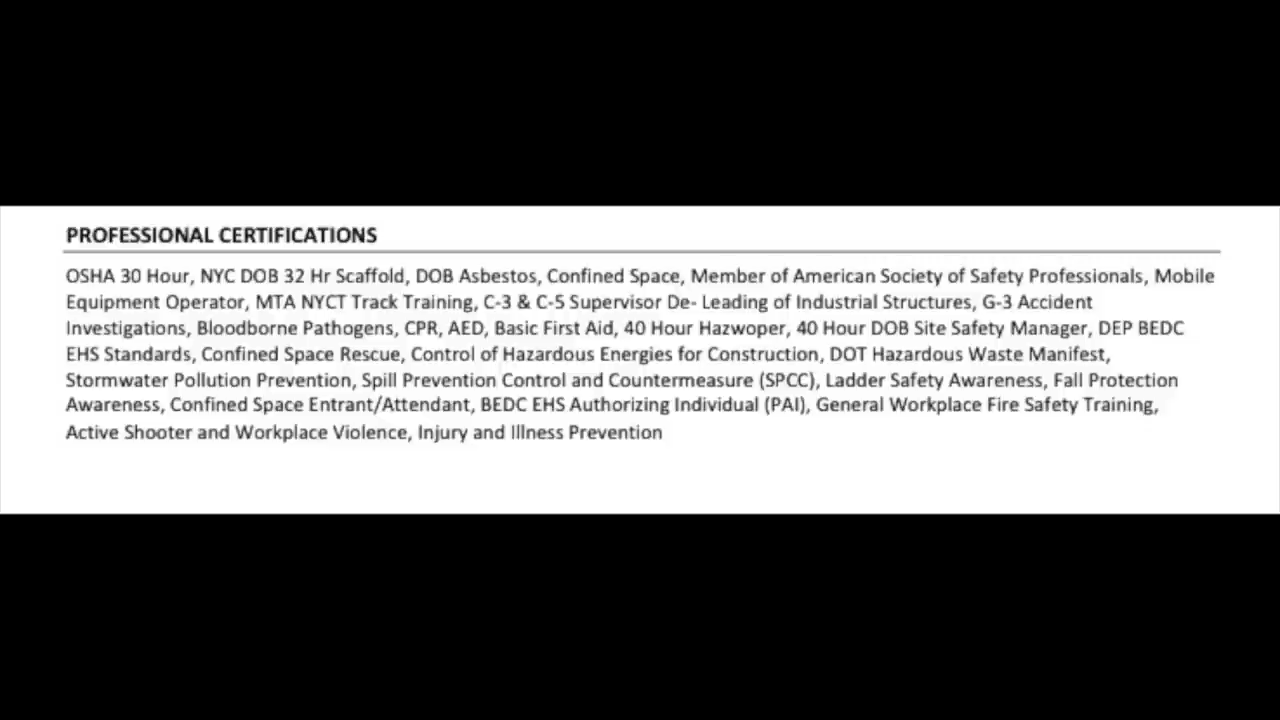 PROFESSIONAL CERTIFICATIONS
OSHA 30 Hour, NYC DOB 32 Hr Scaffold, DOB Asbestos, Confined Space, Member of American Society of Safety Professionals, Mobile
Equipment Operator, MTA NYCT Track Training, C-3 & C-5 Supervisor De- Leading of Industrial Structures, G-3 Accident
Investigations, Bloodborne Pathogens, CPR, AED, Basic First Aid, 40 Hour Hazwoper, 40 Hour DOB Site Safety Manager, DEP BEDC
EHS Standards, Confined Space Rescue, Control of Hazardous Energies for Construction, DOT Hazardous Waste Manifest,
Stormwater Pollution Prevention, Spill Prevention Control and Countermeasure (SPCC), Ladder Safety Awareness, Fall Protection
Awareness, Confined Space Entrant/Attendant, BEDC EHS Authorizing Individual (PAI), General Workplace Fire Safety Training,
Active Shooter and Workplace Violence, Injury and Illness Prevention